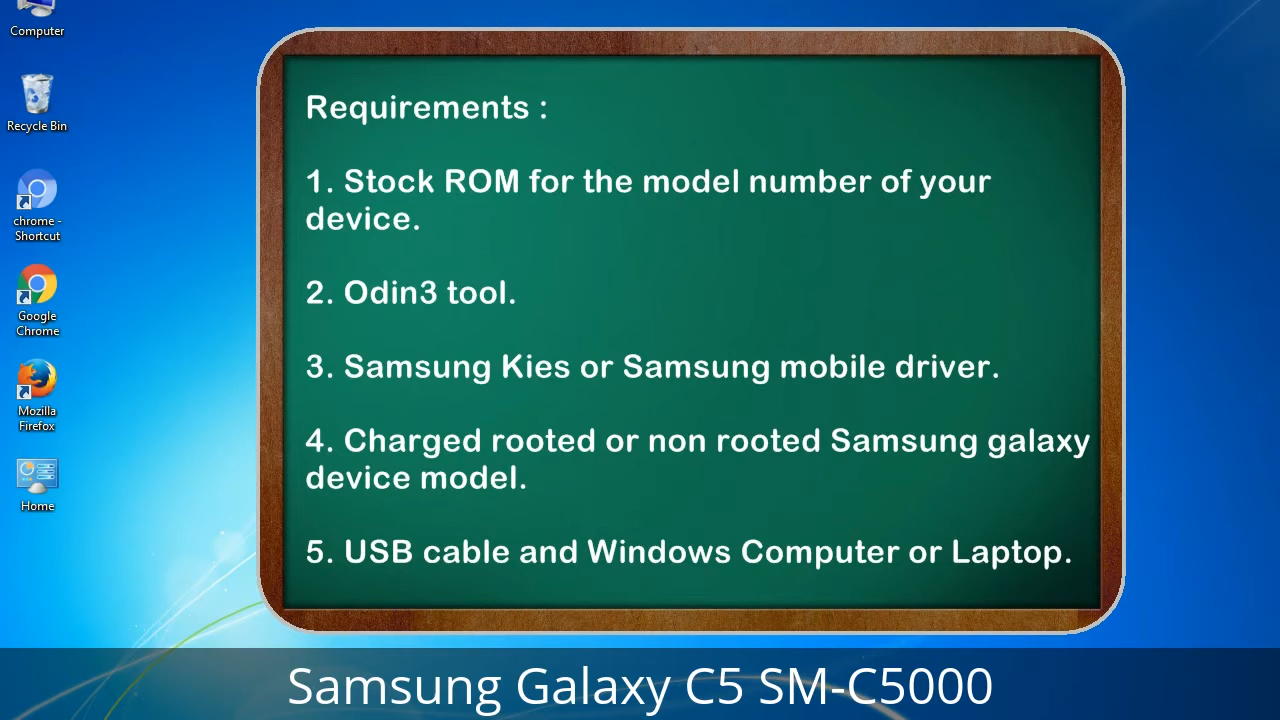 Computer
Recycle Bin
chrome -
Shortcut
Google
Chrome
Mozilla
Firefox
Home
Requirements :
1. Stock ROM for the model number of your
device.
2. Odin3 tool.
3. Samsung Kies or Samsung mobile driver.
4. Charged rooted or non rooted Samsung galaxy
device model.
5. USB cable and Windows Computer or Laptop.
Samsung Galaxy C5 SM-C5000